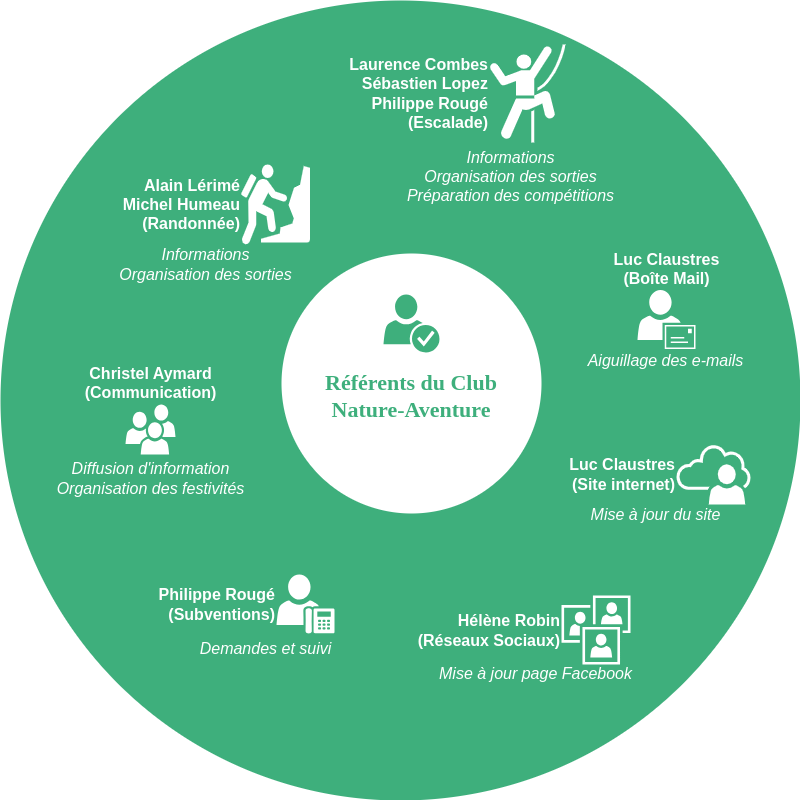 Laurence Combes
Sébastien Lopez
Philippe Rougé
(Escalade)
Informations
Organisation des sorties
Préparation des compétitions
Alain Lérimé
Michel Humeau
(Randonnée)
Informations
Organisation des sorties
Luc Claustres
(Boîte Mail)
Aiguillage des e-mails
Référents du Club
Nature-Aventure
Christel Aymard
(Communication)
Diffusion d'information
Organisation des festivités
Luc Claustres
(Site internet)
Mise à jour du site
Philippe Rougé
(Subventions)
Demandes et suivi
Hélène Robin
(Réseaux Sociaux)
Mise à jour page Facebook